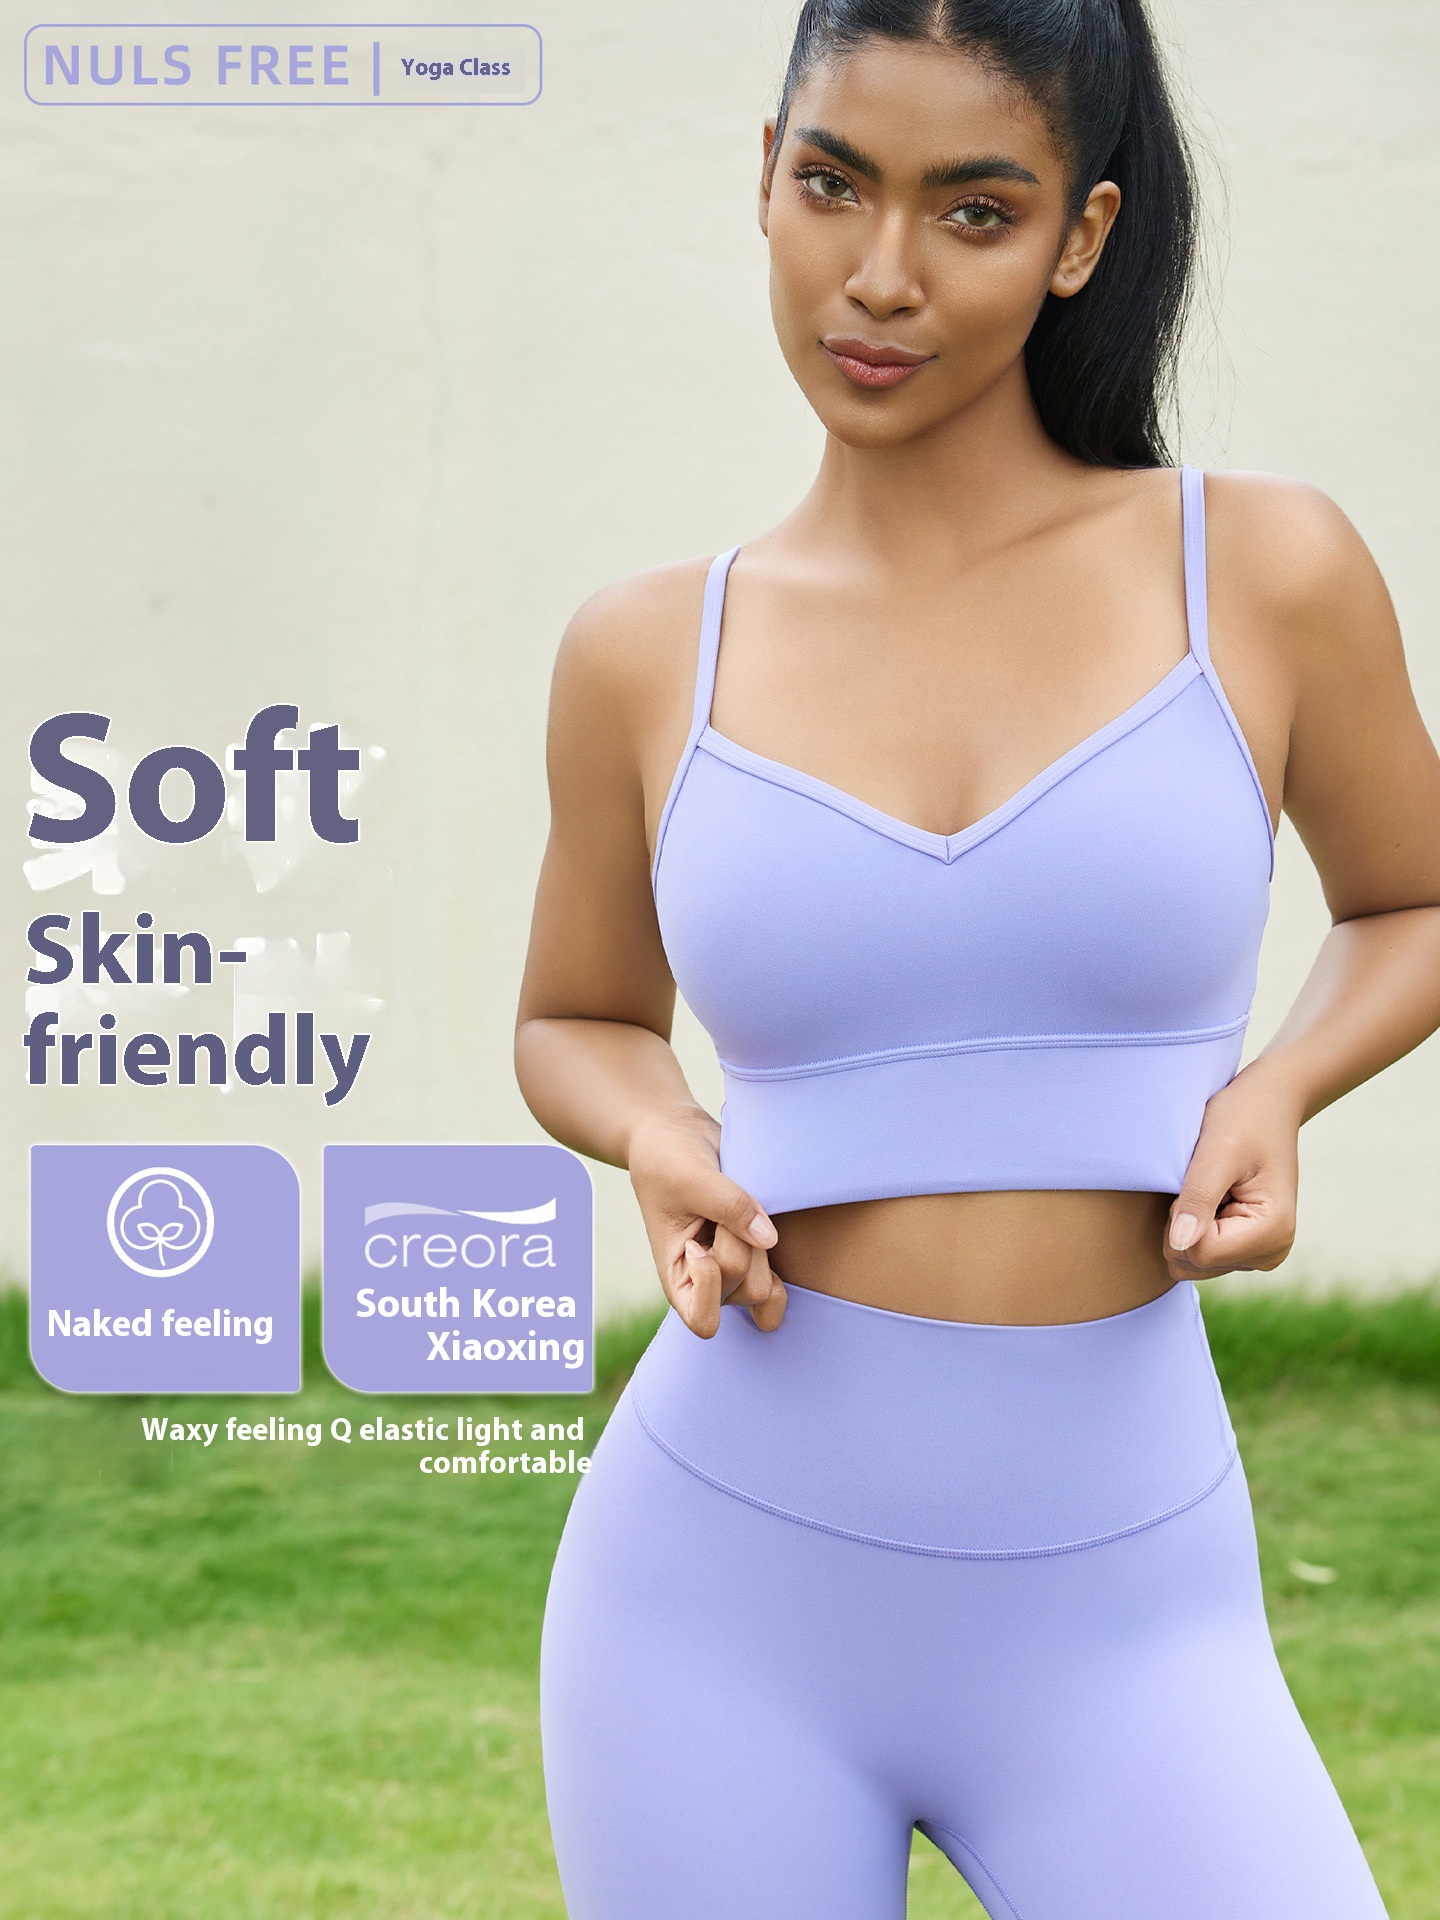 NULS FREE | Yoga Class
Soft
Skin-
friendly
Naked feeling
creora
South Korea
Xiaoxing
Waxy feeling Q elastic light and
comfortable